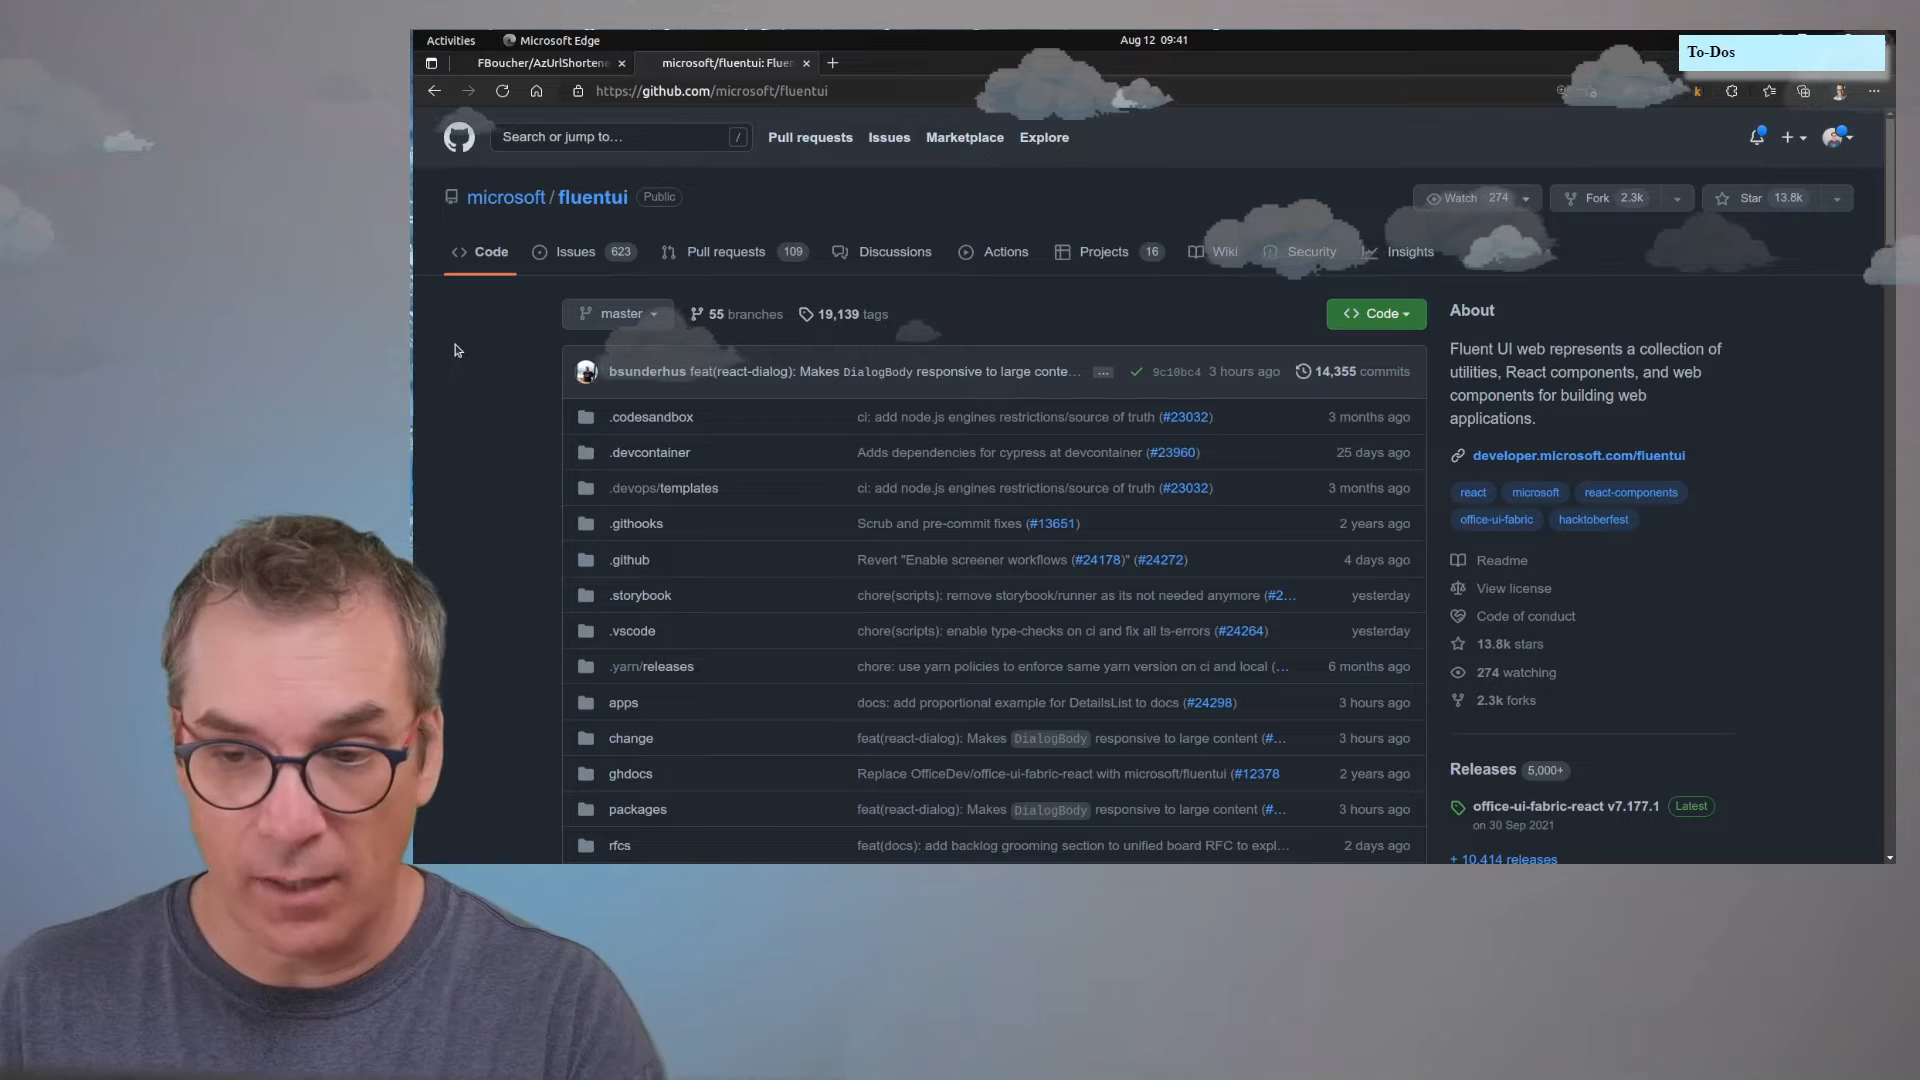 Activities Microsoft Edge Aug 12 09:41
To-Dos
FBoucher/AzUrlShortene × microsoft/fluentui: Fluen × +
https://github.com/microsoft/fluentui
Search or jump to... / Pull requests Issues Marketplace Explore
microsoft / fluentui Public
Watch 274 Fork 2.3k Star 13.8k
Code Issues 623 Pull requests 109 Discussions Actions Projects 16 Wiki Security Insights
master 55 branches 19,139 tags Code
bsunderhus feat(react-dialog): Makes DialogBody responsive to large conte… ... 9c10bc4 3 hours ago 14,355 commits
.codesandbox ci: add node.js engines restrictions/source of truth (#23032) 3 months ago
.devcontainer Adds dependencies for cypress at devcontainer (#23960) 25 days ago
.devops/templates ci: add node.js engines restrictions/source of truth (#23032) 3 months ago
.githooks Scrub and pre-commit fixes (#13651) 2 years ago
.github Revert "Enable screener workflows (#24178)" (#24272) 4 days ago
.storybook chore(scripts): remove storybook/runner as its not needed anymore (#2… yesterday
.vscode chore(scripts): enable type-checks on ci and fix all ts-errors (#24264) yesterday
.yarn/releases chore: use yarn policies to enforce same yarn version on ci and local (… 6 months ago
apps docs: add proportional example for DetailsList to docs (#24298) 3 hours ago
change feat(react-dialog): Makes DialogBody responsive to large content (#… 3 hours ago
ghdocs Replace OfficeDev/office-ui-fabric-react with microsoft/fluentui (#12378 2 years ago
packages feat(react-dialog): Makes DialogBody responsive to large content (#… 3 hours ago
rfcs feat(docs): add backlog grooming section to unified board RFC to expl… 2 days ago
About
Fluent UI web represents a collection of
utilities, React components, and web
components for building web
applications.
developer.microsoft.com/fluentui
react microsoft react-components
office-ui-fabric hacktoberfest
Readme
View license
Code of conduct
13.8k stars
274 watching
2.3k forks
Releases 5,000+
office-ui-fabric-react v7.177.1 Latest
on 30 Sep 2021
+ 10,414 releases